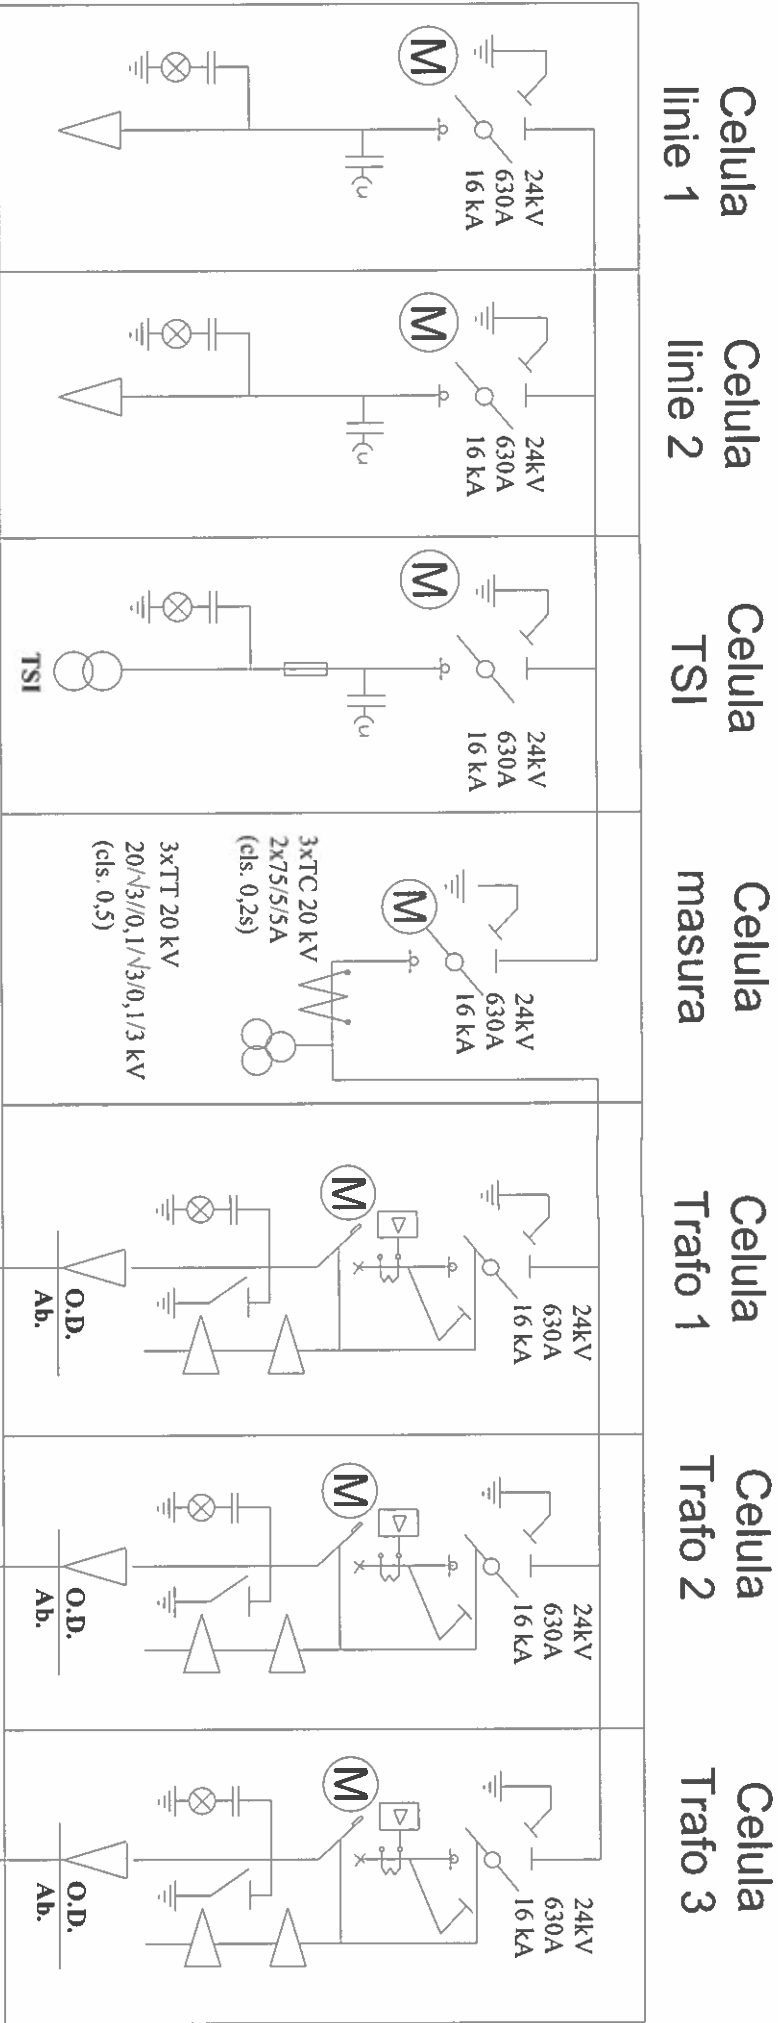 Celula
linie 1
M
24kV
630A
16 kA
Celula
linie 2
M
24kV
630A
16 kA
Celula
TSI
M
24kV
630A
16 kA
TSI
Celula
masura
M
24kV
630A
16 kA
3xTC 20 kV
2x75/5/5A
(cls. 0,2s)
3xTT 20 kV
20/√3//0,1/√3/0,1/3 kV
(cls. 0,5)
Celula
Trafo 1
24kV
630A
16 kA
M
O.D.
Ab.
Celula
Trafo 2
24kV
630A
16 kA
M
O.D.
Ab.
Celula
Trafo 3
24kV
630A
16 kA
M
O.D.
Ab.